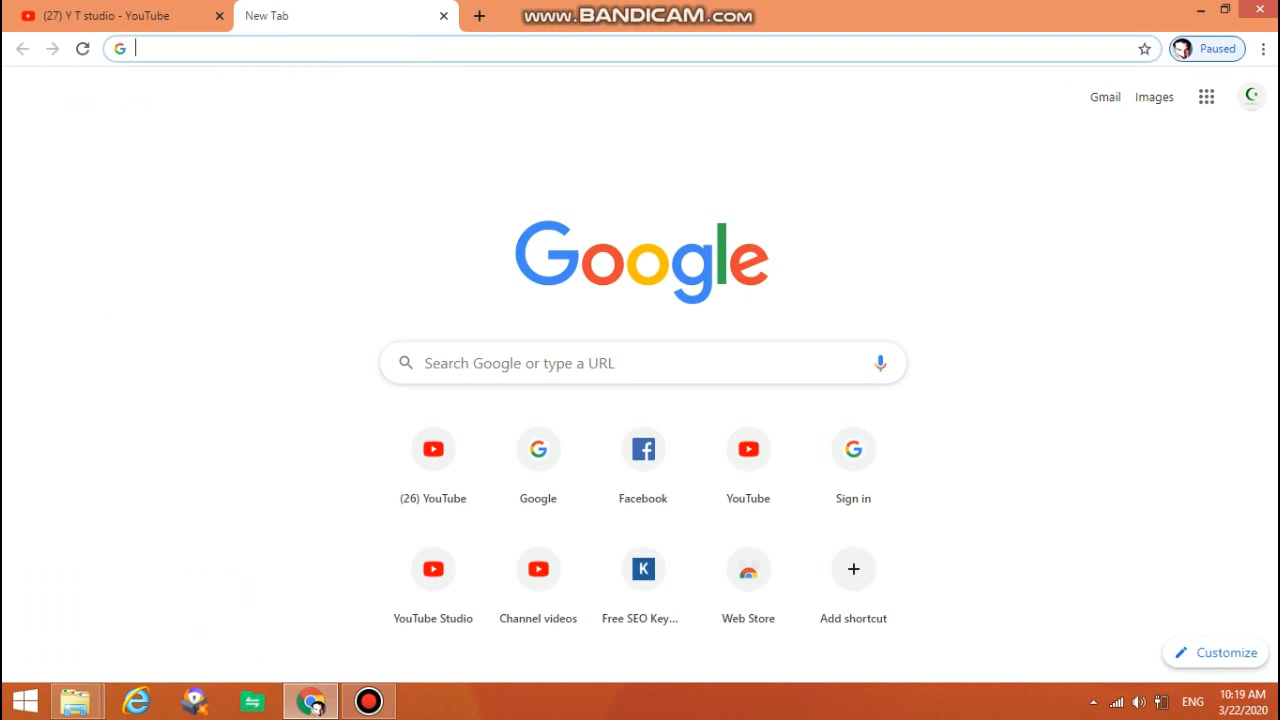 (27) Y T studio - YouTube
New Tab
www.BANDICAM.com
Paused
Gmail
Images
Google
Search Google or type a URL
(26) YouTube
Google
Facebook
YouTube
Sign in
K
YouTube Studio
Channel videos
Free SEO Key...
Web Store
Add shortcut
Customize
ENG
10:19 AM
3/22/2020